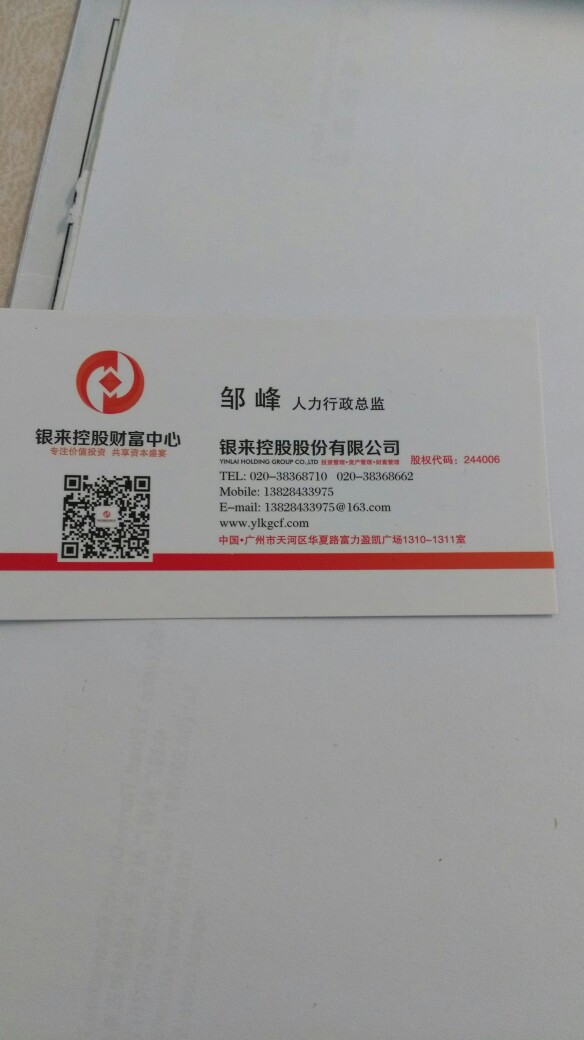 银来控股财富中心
专注价值投资 共享资本盛宴
邹 峰 人力行政总监
银来控股股份有限公司
YINLAI HOLDING GROUP CO.,LTD 投资管理•资产管理•财富管理 股权代码：244006
TEL: 020-38368710 020-38368662
Mobile: 13828433975
E-mail: 13828433975@163.com
www.ylkgcf.com
中国•广州市天河区华夏路富力盈凯广场1310-1311室